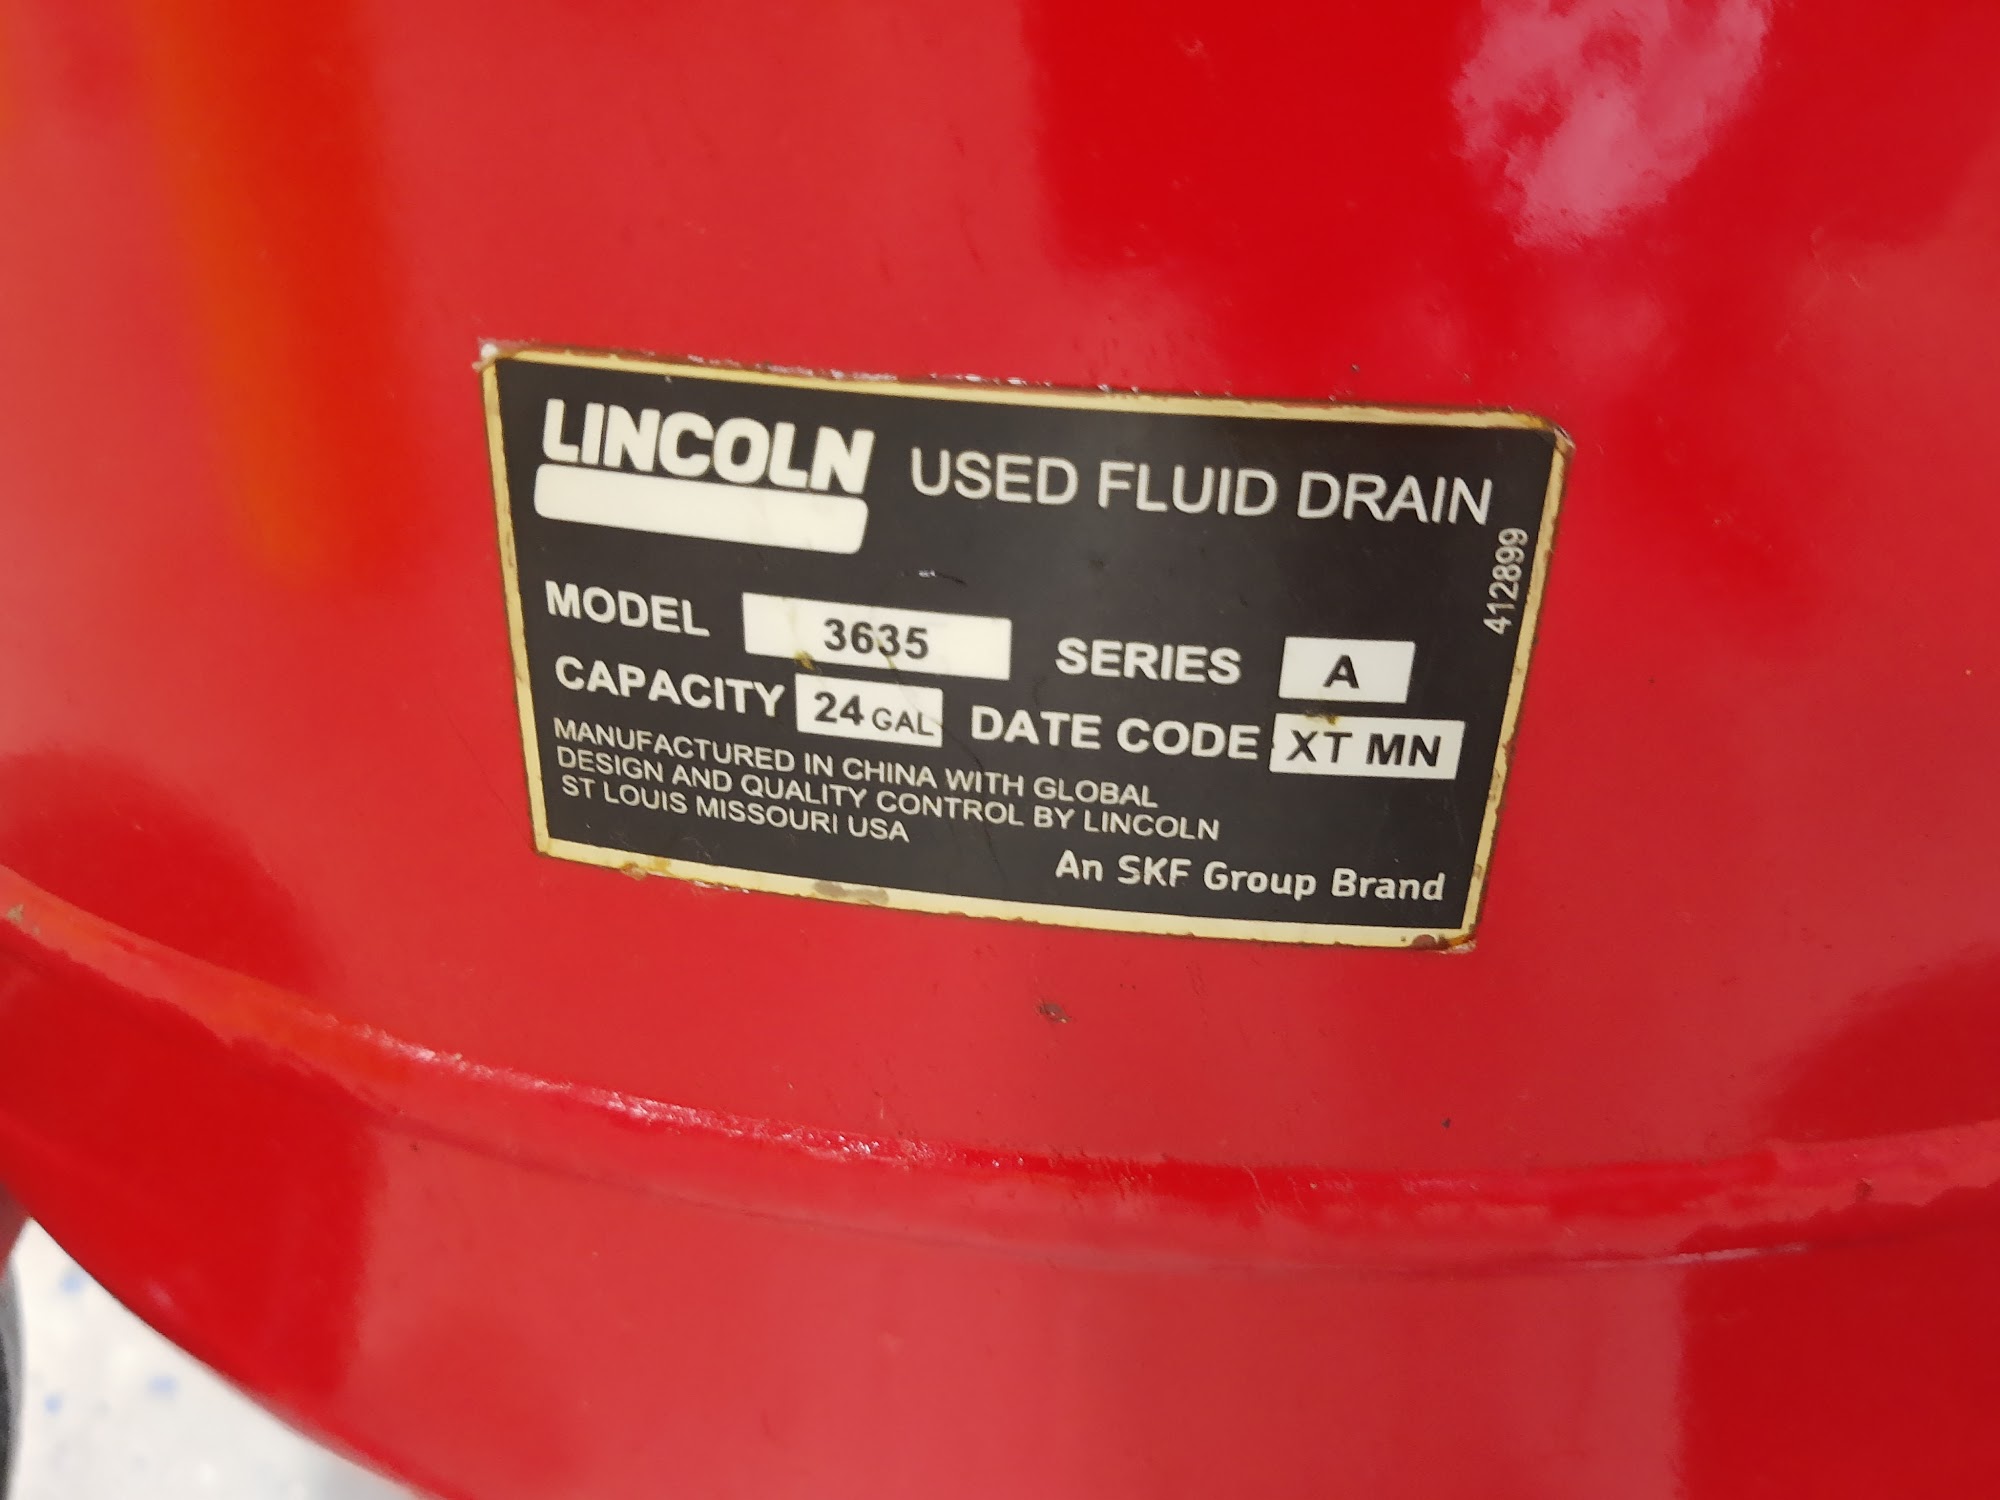 LINCOLN USED FLUID DRAIN
412899
MODEL 3635 SERIES A
CAPACITY 24 GAL DATE CODE XT MN
MANUFACTURED IN CHINA WITH GLOBAL
DESIGN AND QUALITY CONTROL BY LINCOLN
ST LOUIS MISSOURI USA
An SKF Group Brand